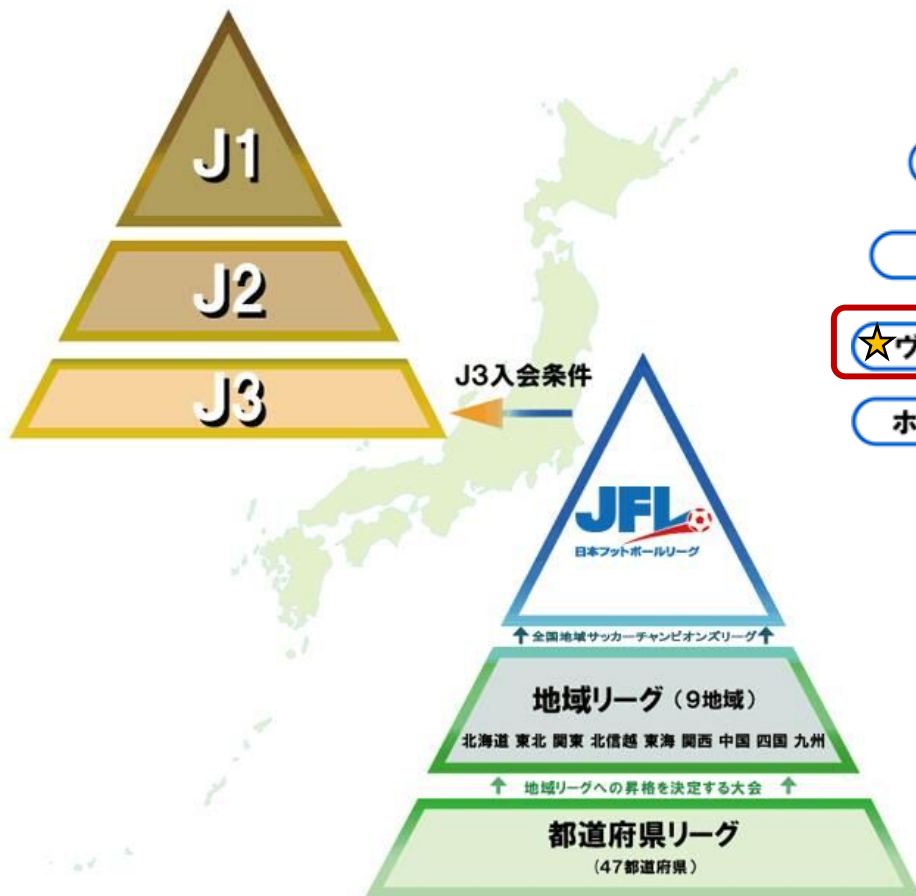 J1
J2
J3
J3入会条件
ヴ
ホ
JFL
日本フットボールリーグ
全国地域サッカーチャンピオンズリーグ
地域リーグ（9地域）
北海道 東北 関東 北信越 東海 関西 中国 四国 九州
地域リーグへの昇格を決定する大会
都道府県リーグ
(47都道府県)